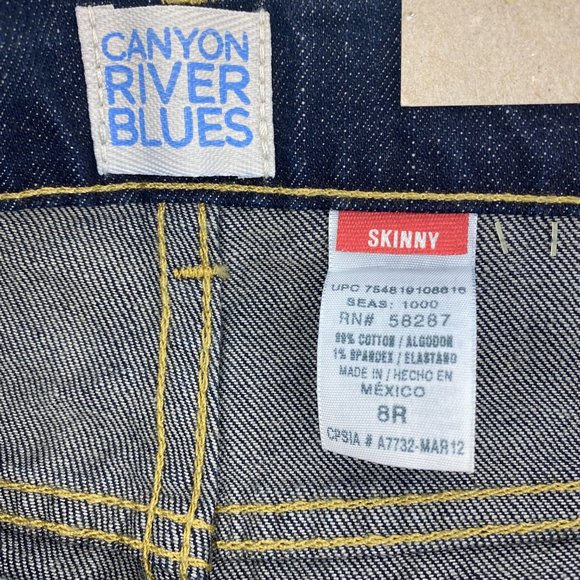 CANYON
RIVER
BLUES
SKINNY
UPC 754819108616
SEAS: 1000
RN# 58287
99% COTTON / ALGODON
1% SPANDEX / ELASTANO
MADE IN / HECHO EN
MÉXICO
8R
CPSIA # A7732-MAR12